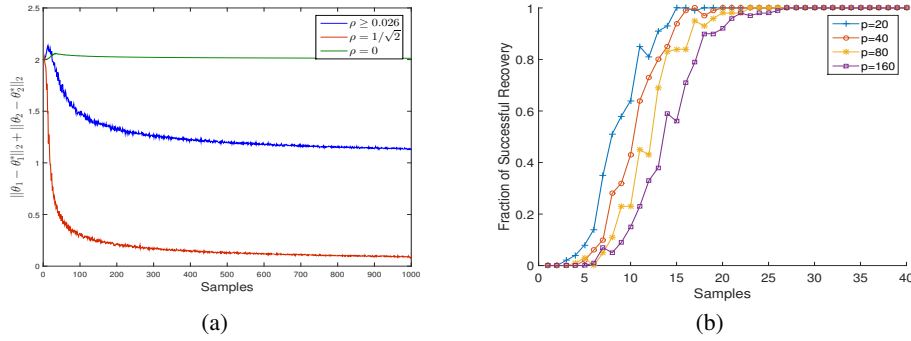 ||θ₁ − θ₁*||₂ + ||θ₂ − θ₂*||₂
2.5
2
1.5
1
0.5
0
0 100 200 300 400 500 600 700 800 900 1000
Samples
ρ ≥ 0.026
ρ = 1/√2
ρ = 0
(a)
Fraction of Successful Recovery
1
0.8
0.6
0.4
0.2
0
0 5 10 15 20 25 30 35 40
Samples
p=20
p=40
p=80
p=160
(b)